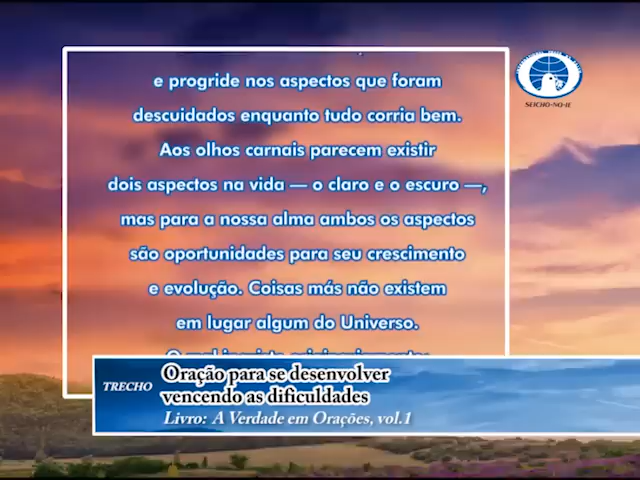 e progride nos aspectos que foram
descuidados enquanto tudo corria bem.
Aos olhos carnais parecem existir
dois aspectos na vida — o claro e o escuro —,
mas para a nossa alma ambos os aspectos
são oportunidades para seu crescimento
e evolução. Coisas más não existem
em lugar algum do Universo.
SEICHO-NO-IE
TRECHO
Oração para se desenvolver
vencendo as dificuldades
Livro: A Verdade em Orações, vol.1